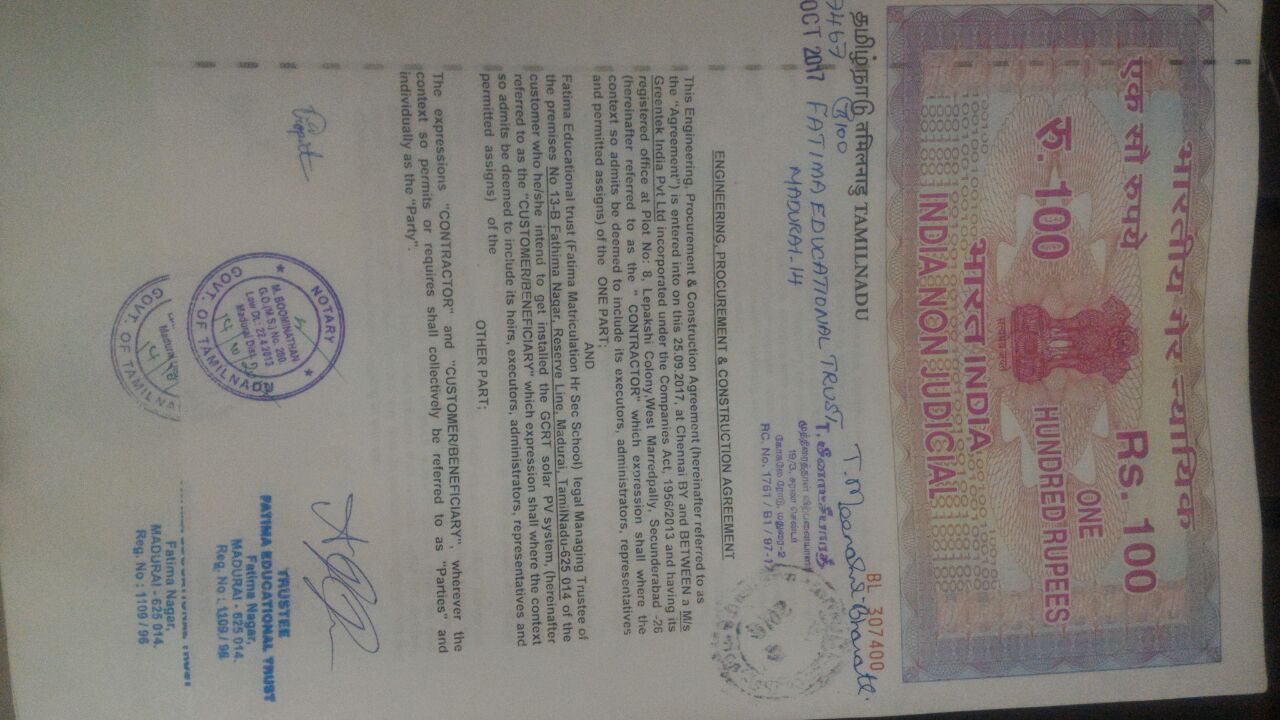 भारतीय गैर न्यायिक
एक सौ रुपये
RS. 100
रु. 100
ONE
HUNDRED RUPEES
भारत INDIA
INDIA NON JUDICIAL
தமிழ்நாடு तमिलनाडु TAMILNADU
BL 307400
7467
₹100
OCT 2017
FATIMA EDUCATIONAL TRUST
MADURAI-14
RC. No. 1761 / B1 / 97-17
ENGINEERING, PROCUREMENT & CONSTRUCTION AGREEMENT
This Engineering, Procurement & Construction Agreement (hereinafter referred to as
the "Agreement") is entered into on this 25.09.2017, at Chennai BY and BETWEEN a M/s
Greentek India Pvt Ltd incorporated under the Companies Act, 1956/2013 and having its
registered office at Plot No: 8, Lepakshi Colony,West Marredpally, Secunderabad -26
(hereinafter referred to as the " CONTRACTOR" which expression shall where the
context so admits be deemed to include its executors, administrators, representatives
and permitted assigns) of the ONE PART;
AND
Fatima Educational trust (Fatima Matriculation Hr Sec School) legal Managing Trustee of
the premises No 13-B Fathima Nagar, Reserve Line, Madurai, TamilNadu-625 014 of the
customer who he/she intend to get installed the GCRT solar PV system, (hereinafter
referred to as the "CUSTOMER/BENEFICIARY" which expression shall where the context
so admits be deemed to include its heirs, executors, administrators, representatives and
permitted assigns) of the
OTHER PART;
The expressions "CONTRACTOR" and "CUSTOMER/BENEFICIARY", wherever the
context so permits or requires shall collectively be referred to as "Parties" and
individually as the "Party".
NOTARY
M. BOOMINATHAN
G.O.(M.S.) No. 280
Law Dt. 22.4.2013
Madurai Dist.
GOVT. OF TAMILNADU
GOVT. OF TAMILNA
TRUSTEE
FATIMA EDUCATIONAL TRUST
Fatima Nagar,
MADURAI - 625 014.
Reg. No : 1109 / 96
Fatima Nagar,
MADURAI - 625 014.
Reg. No : 1109 / 96